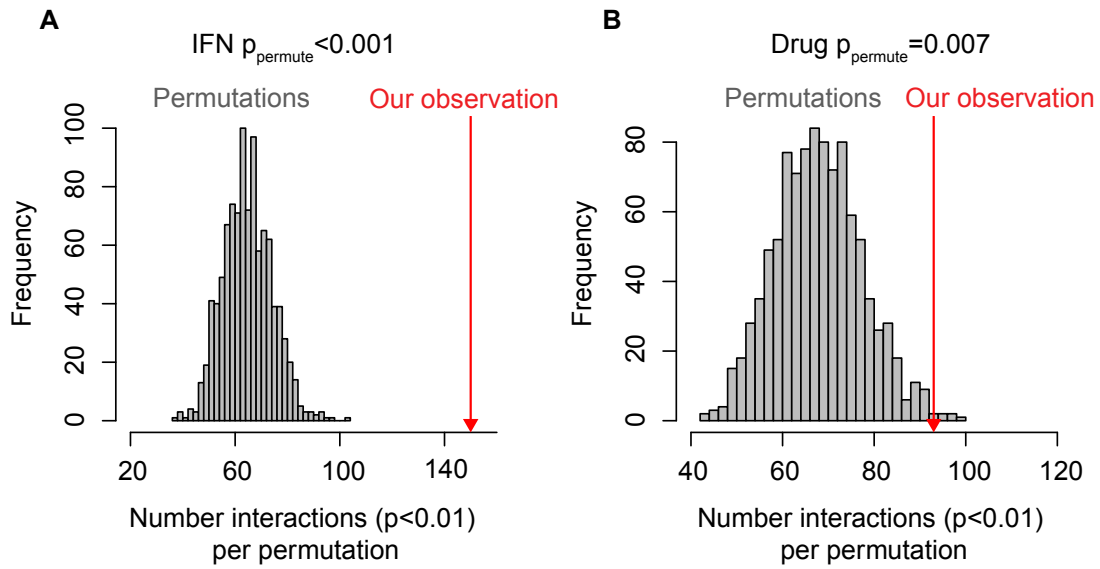 A
IFN p permute<0.001
Permutations
Our observation
Frequency
0
20
40
60
80
100
20
60
100
140
Number interactions (p<0.01)
per permutation
B
Drug p permute=0.007
Permutations
Our observation
Frequency
0
20
40
60
80
40
60
80
100
120
Number interactions (p<0.01)
per permutation